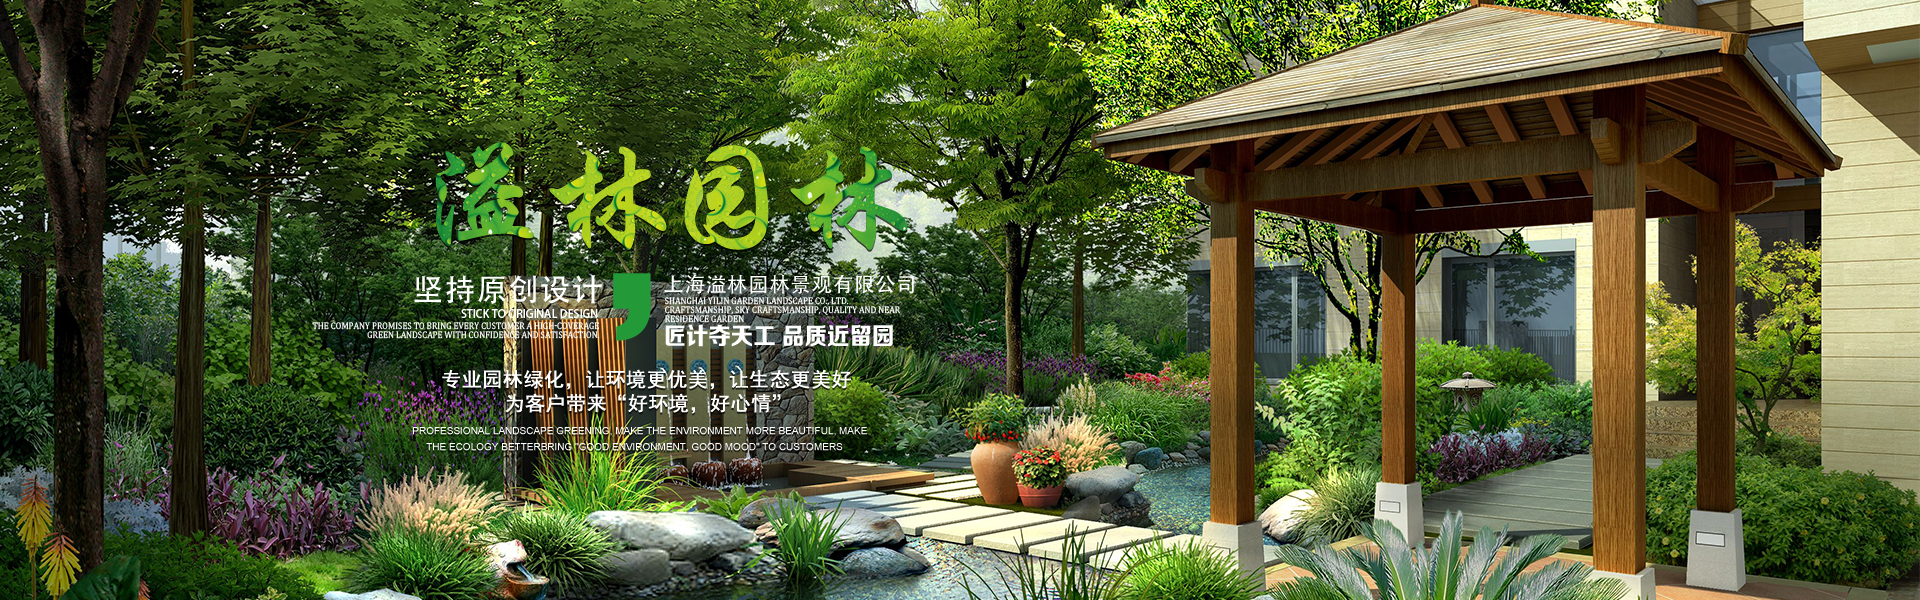 溢林园林
坚持原创设计
STICK TO ORIGINAL DESIGN
THE COMPANY PROMISES TO BRING EVERY CUSTOMER A HIGH-COVERAGE
GREEN LANDSCAPE WITH CONFIDENCE AND SATISFACTION
上海溢林园林景观有限公司
SHANGHAI YILIN GARDEN LANDSCAPE CO., LTD.
CRAFTSMANSHIP, SKY CRAFTSMANSHIP, QUALITY AND NEAR
RESIDENCE GARDEN
匠计夺天工 品质近留园
专业园林绿化，让环境更优美，让生态更美好
为客户带来“好环境，好心情”
PROFESSIONAL LANDSCAPE GREENING, MAKE THE ENVIRONMENT MORE BEAUTIFUL, MAKE
THE ECOLOGY BETTERBRING "GOOD ENVIRONMENT, GOOD MOOD" TO CUSTOMERS